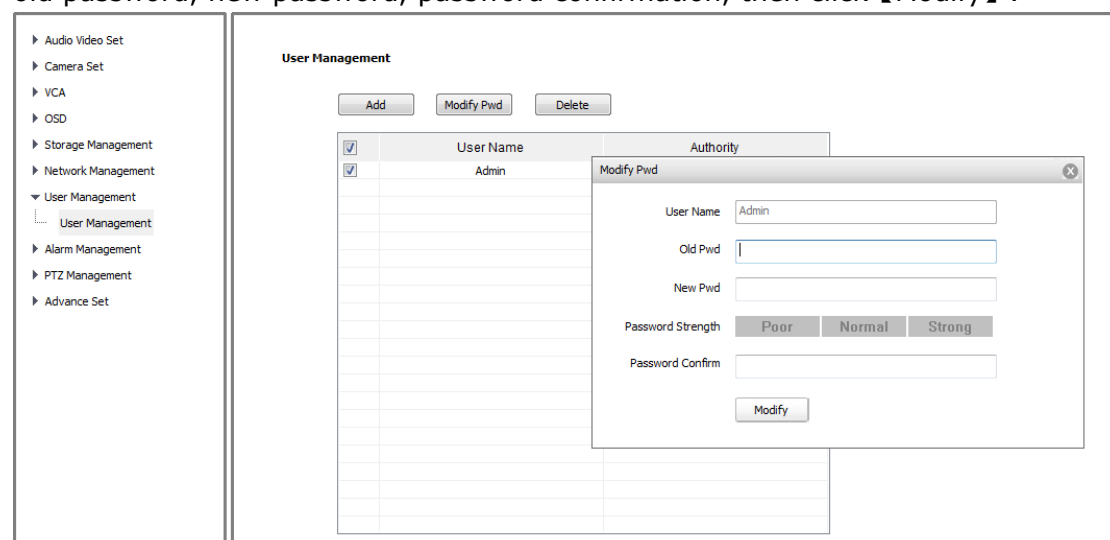 old password, new password, password confirmation, then click【Modify】.
Audio Video Set
Camera Set
VCA
OSD
Storage Management
Network Management
User Management
User Management
Alarm Management
PTZ Management
Advance Set
User Management
Add Modify Pwd Delete
User Name Authority
Admin
Modify Pwd
User Name Admin
Old Pwd
New Pwd
Password Strength Poor Normal Strong
Password Confirm
Modify